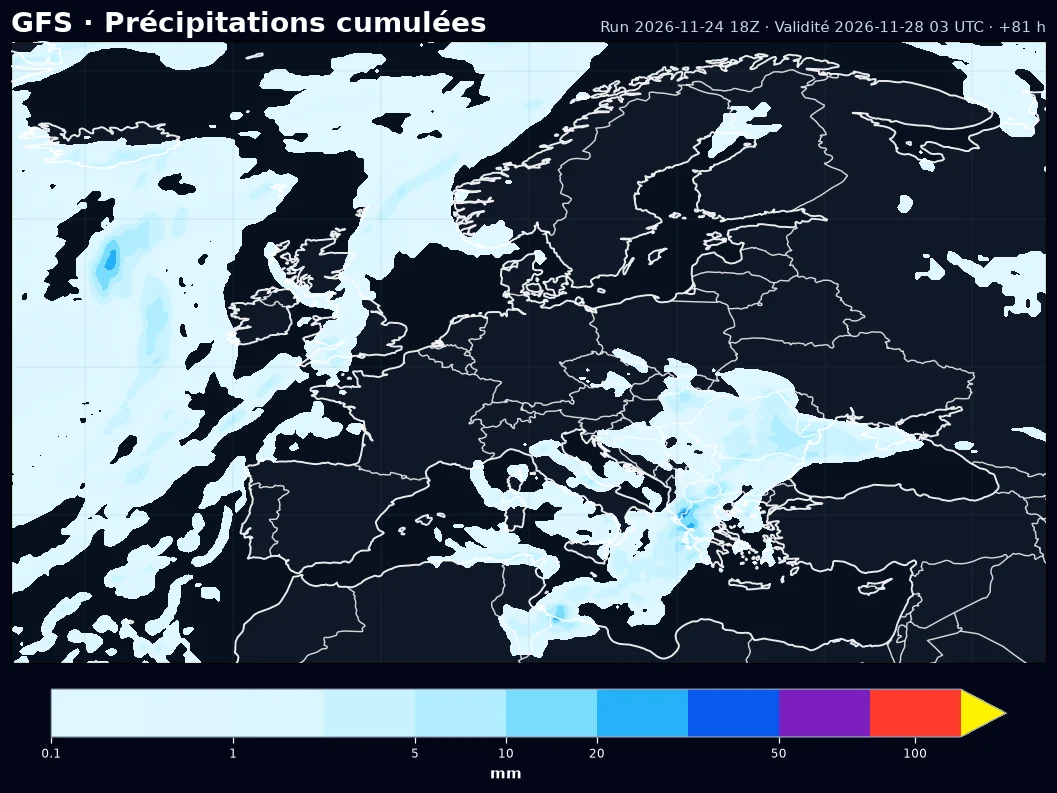 GFS · Précipitations cumulées
Run 2026-11-24 18Z · Validité 2026-11-28 03 UTC · +81 h
0.1 1 5 10 20 50 100
mm